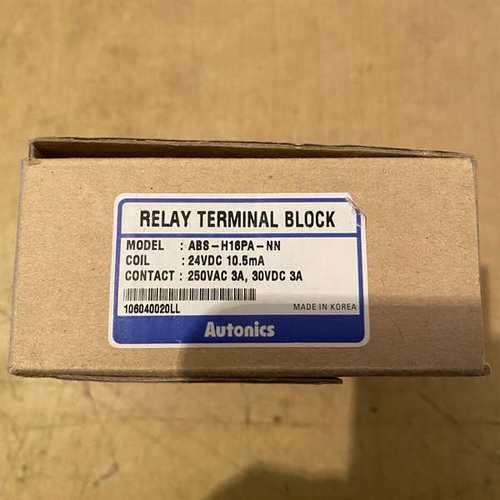 RELAY TERMINAL BLOCK
MODEL : ABS-H16PA-NN
COIL : 24VDC 10.5mA
CONTACT : 250VAC 3A, 30VDC 3A
106040020LL
MADE IN KOREA
Autonics